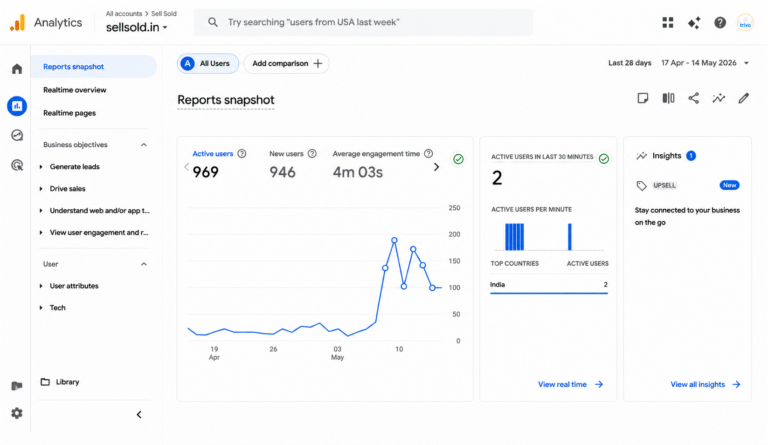 Analytics
All accounts > Sell Sold
sellsold.in
Try searching "users from USA last week"
trivo
Reports snapshot
Realtime overview
Realtime pages
Business objectives
Generate leads
Drive sales
Understand web and/or app t...
View user engagement and r...
User
User attributes
Tech
Library
A All Users
Add comparison +
Last 28 days 17 Apr - 14 May 2026
Reports snapshot
Active users
969
New users
946
Average engagement time
4m 03s
250
200
150
100
50
0
19
Apr
26
03
May
10
ACTIVE USERS IN LAST 30 MINUTES
2
ACTIVE USERS PER MINUTE
TOP COUNTRIES ACTIVE USERS
India 2
View real time →
Insights 1
UPSELL New
Stay connected to your business
on the go
View all insights →